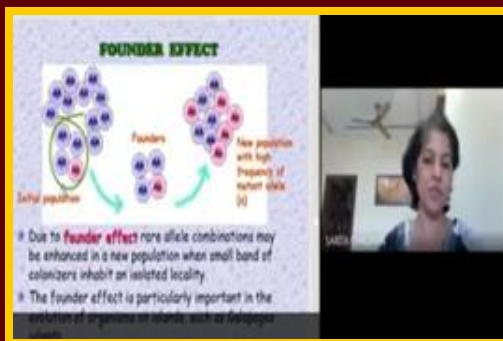 FOUNDER EFFECT
Founders
New population
with high
frequency of
mutant allele
(a)
Initial population
Due to founder effect rare allele combinations may
be enhanced in a new population when small band of
colonizers inhabit an isolated locality.
The founder effect is particularly important in the
evolution of organisms on islands, such as Galapagos
islands